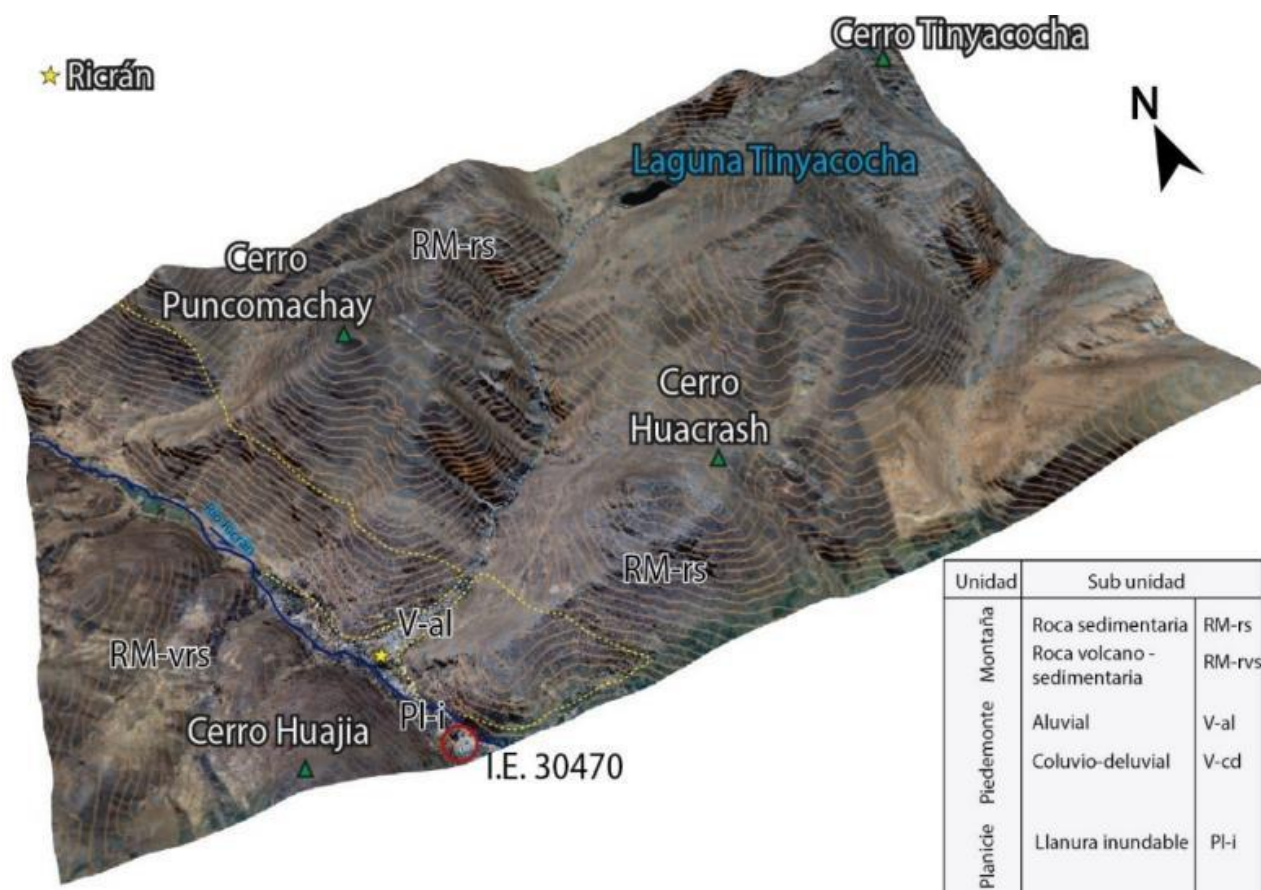 Cerro Tinyacocha
Ricrán
N
Laguna Tinyacocha
RM-rs
Cerro
Puncomachay
Cerro
Huacrash
Río Ricrán
RM-rs
V-al
RM-vrs
Pl-i
Cerro Huajia
I.E. 30470
Unidad Sub unidad
Montaña
Roca sedimentaria RM-rs
Roca volcano -
sedimentaria RM-rvs
Piedemonte
Aluvial V-al
Coluvio-deluvial V-cd
Planicie
Llanura inundable Pl-i